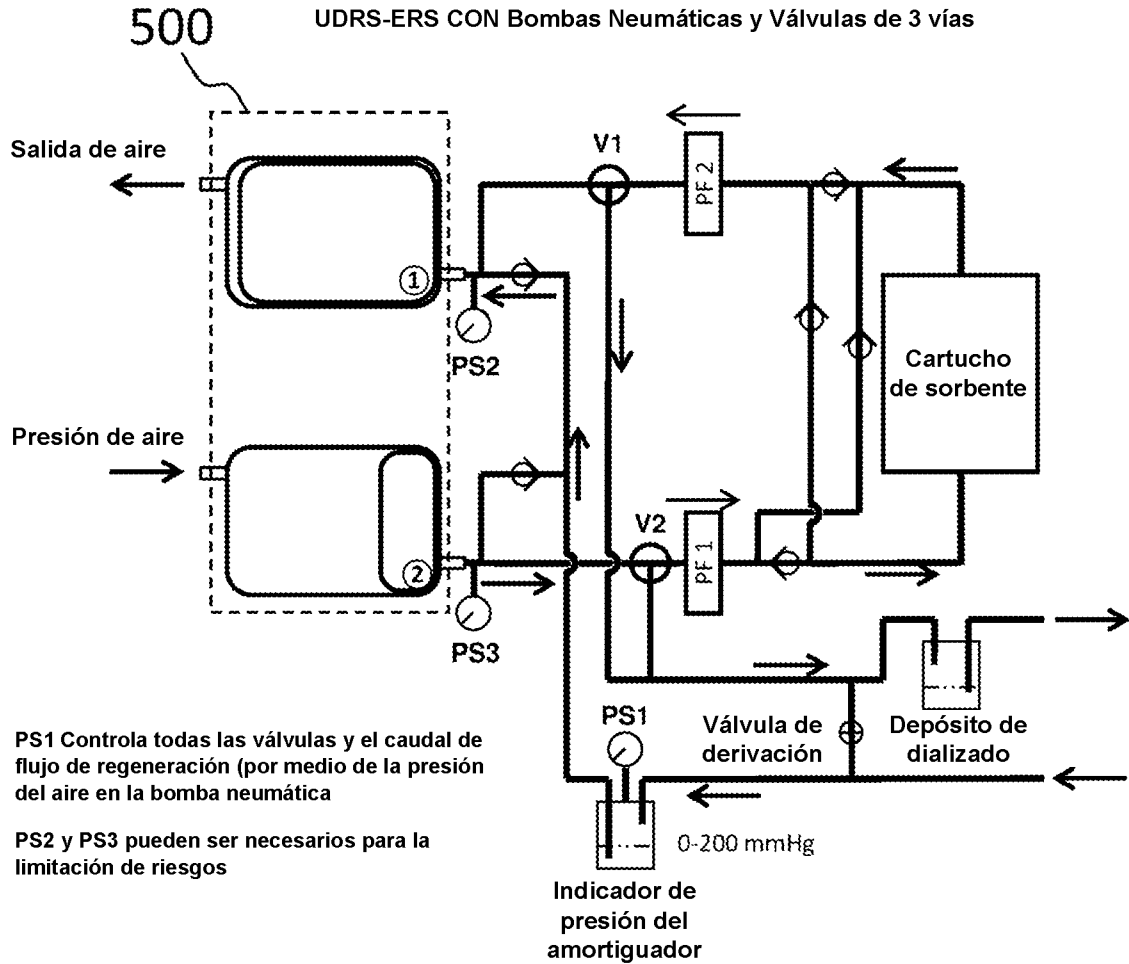 UDRS-ERS CON Bombas Neumáticas y Válvulas de 3 vías
500
Salida de aire
V1
PF 2
1
PS2
Cartucho
de sorbente
Presión de aire
V2
PF 1
2
PS3
PS1
Válvula de
derivación
Depósito de
dializado
PS1 Controla todas las válvulas y el caudal de
flujo de regeneración (por medio de la presión
del aire en la bomba neumática
PS2 y PS3 pueden ser necesarios para la
limitación de riesgos
0-200 mmHg
Indicador de
presión del
amortiguador